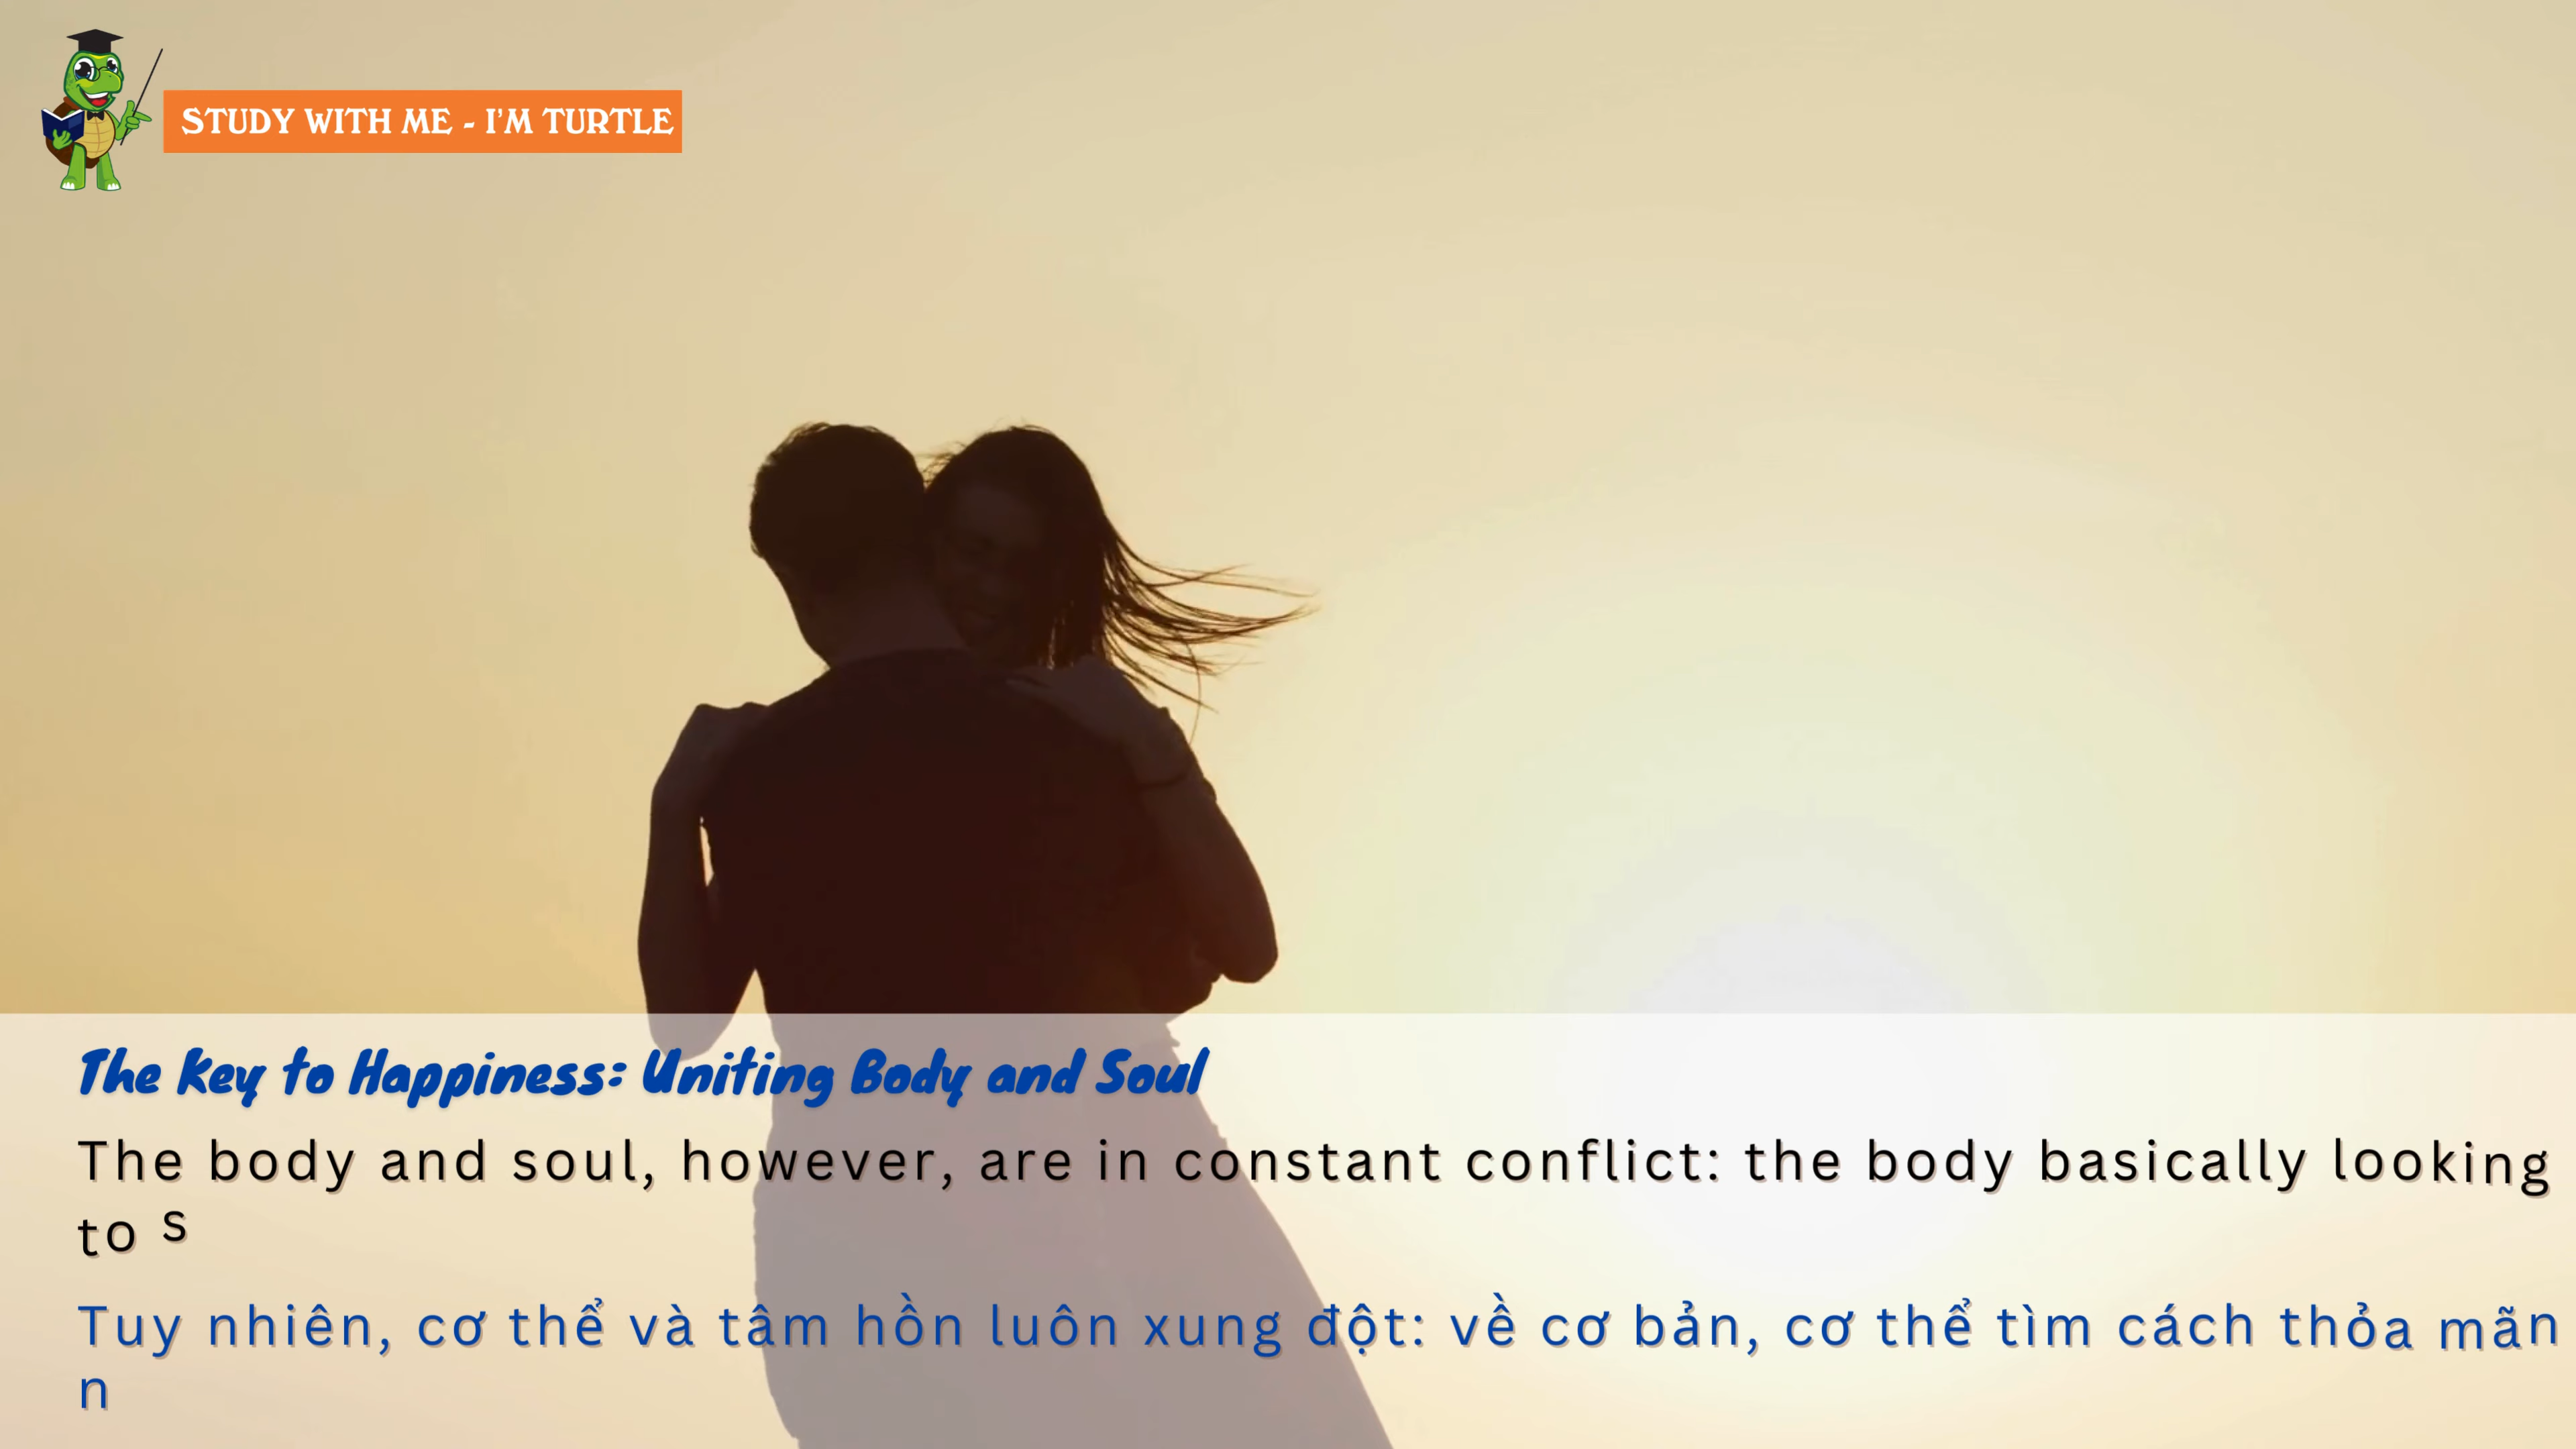 STUDY WITH ME - I'M TURTLE
The Key to Happiness: Uniting Body and Soul
The body and soul, however, are in constant conflict: the body basically looking
to s
Tuy nhiên, cơ thể và tâm hồn luôn xung đột: về cơ bản, cơ thể tìm cách thỏa mãn
n